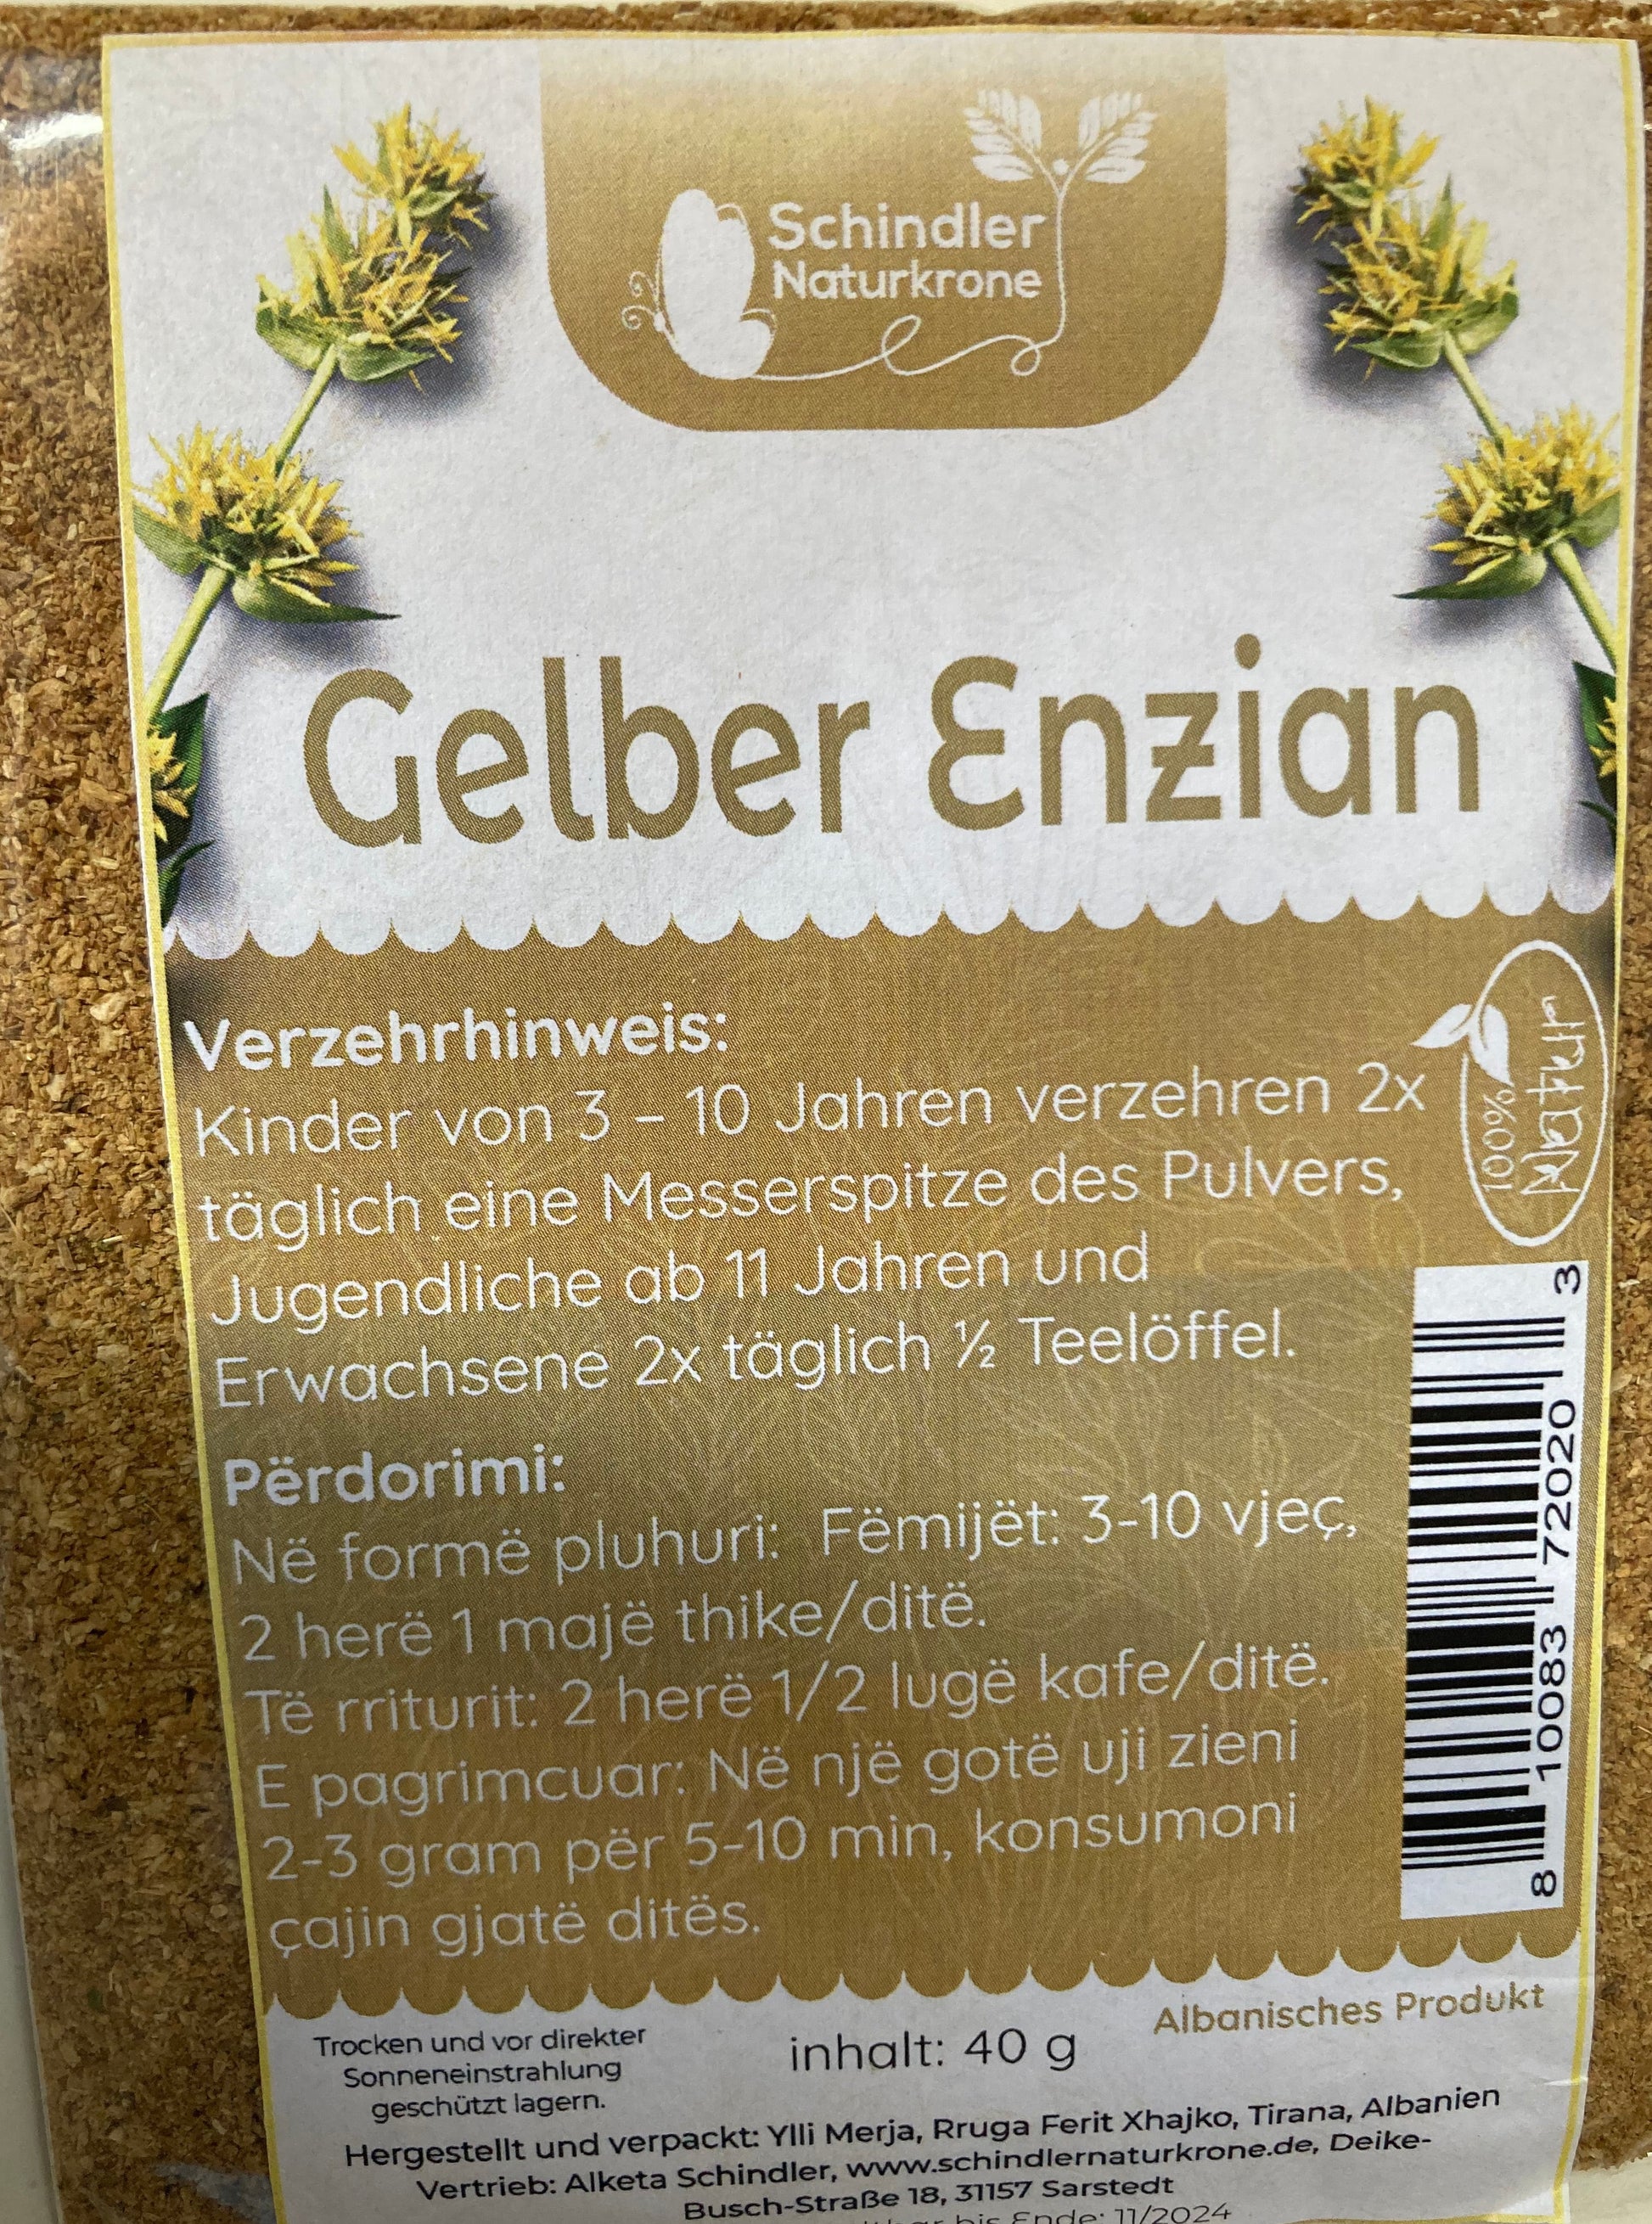 Schindler
Naturkrone
Gelber Enzian
Verzehrhinweis:
Kinder von 3 – 10 Jahren verzehren 2x
täglich eine Messerspitze des Pulvers,
Jugendliche ab 11 Jahren und
Erwachsene 2x täglich ½ Teelöffel.
100%
Natur
Përdorimi:
Në formë pluhuri: Fëmijët: 3-10 vjeç,
2 herë 1 majë thike/ditë.
Të rriturit: 2 herë 1/2 lugë kafe/ditë.
E pagrimcuar: Në një gotë uji zieni
2-3 gram për 5-10 min, konsumoni
çajin gjatë ditës.
8 10083 72020 3
Trocken und vor direkter
Sonneneinstrahlung
geschützt lagern.
inhalt: 40 g
Albanisches Produkt
Hergestellt und verpackt: Ylli Merja, Rruga Ferit Xhajko, Tirana, Albanien
Vertrieb: Alketa Schindler, www.schindlernaturkrone.de, Deike-
Busch-Straße 18, 31157 Sarstedt
bis Ende: 11/2024